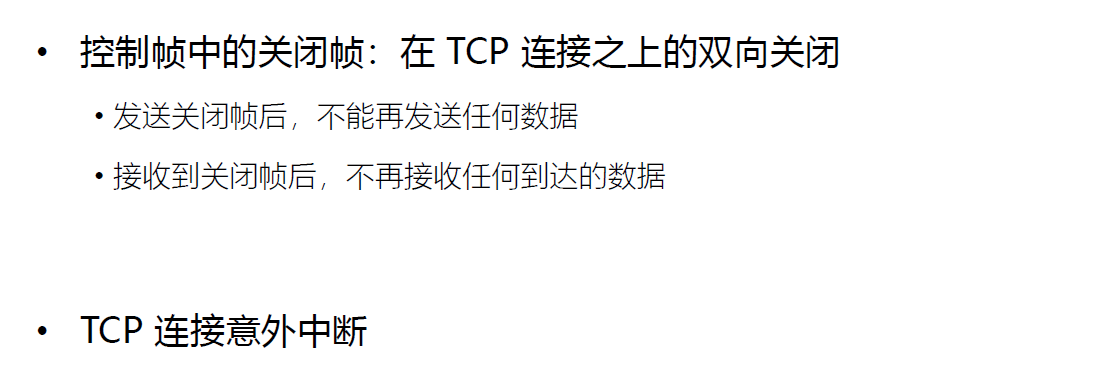 • 控制帧中的关闭帧：在 TCP 连接之上的双向关闭
• 发送关闭帧后，不能再发送任何数据
• 接收到关闭帧后，不再接收任何到达的数据
• TCP 连接意外中断